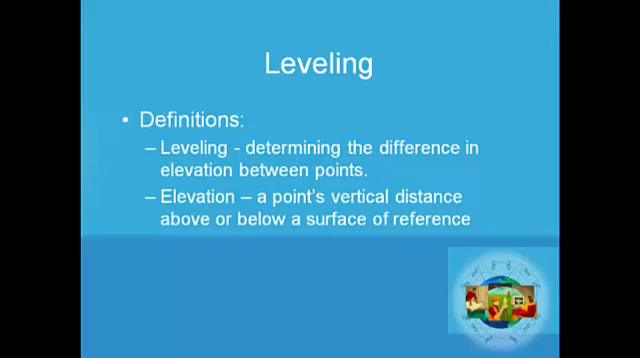 Leveling
• Definitions:
– Leveling - determining the difference in
elevation between points.
– Elevation – a point's vertical distance
above or below a surface of reference